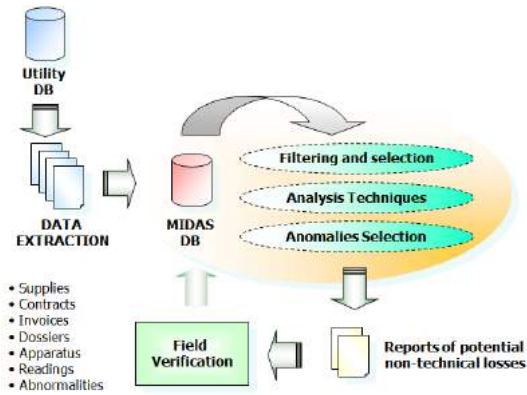 Utility
DB
DATA
EXTRACTION
MIDAS
DB
Filtering and selection
Analysis Techniques
Anomalies Selection
• Supplies
• Contracts
• Invoices
• Dossiers
• Apparatus
• Readings
• Abnormalities
Field
Verification
Reports of potential
non-technical losses